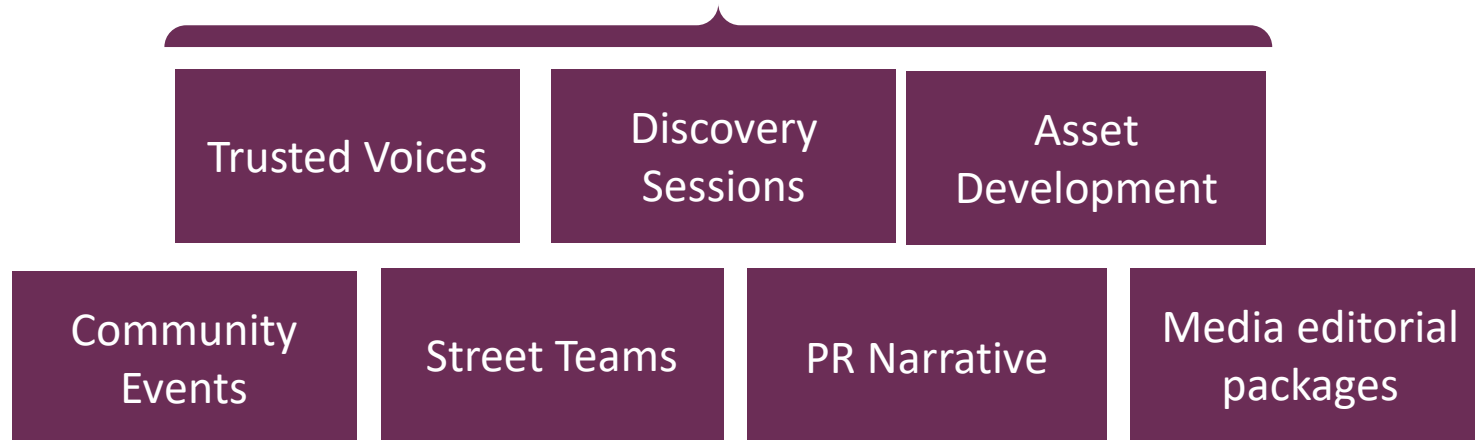 Trusted Voices
Discovery
Sessions
Asset
Development
Community
Events
Street Teams
PR Narrative
Media editorial
packages